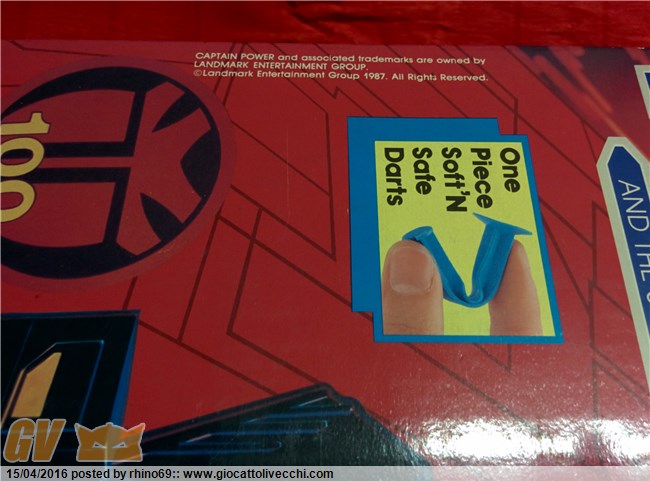 CAPTAIN POWER and associated trademarks are owned by
LANDMARK ENTERTAINMENT GROUP.
©Landmark Entertainment Group 1987. All Rights Reserved.
One
Piece
Soft'N
Safe
Darts
100
AND THE
GV
15/04/2016 posted by rhino69:: www.giocattolivecchi.com